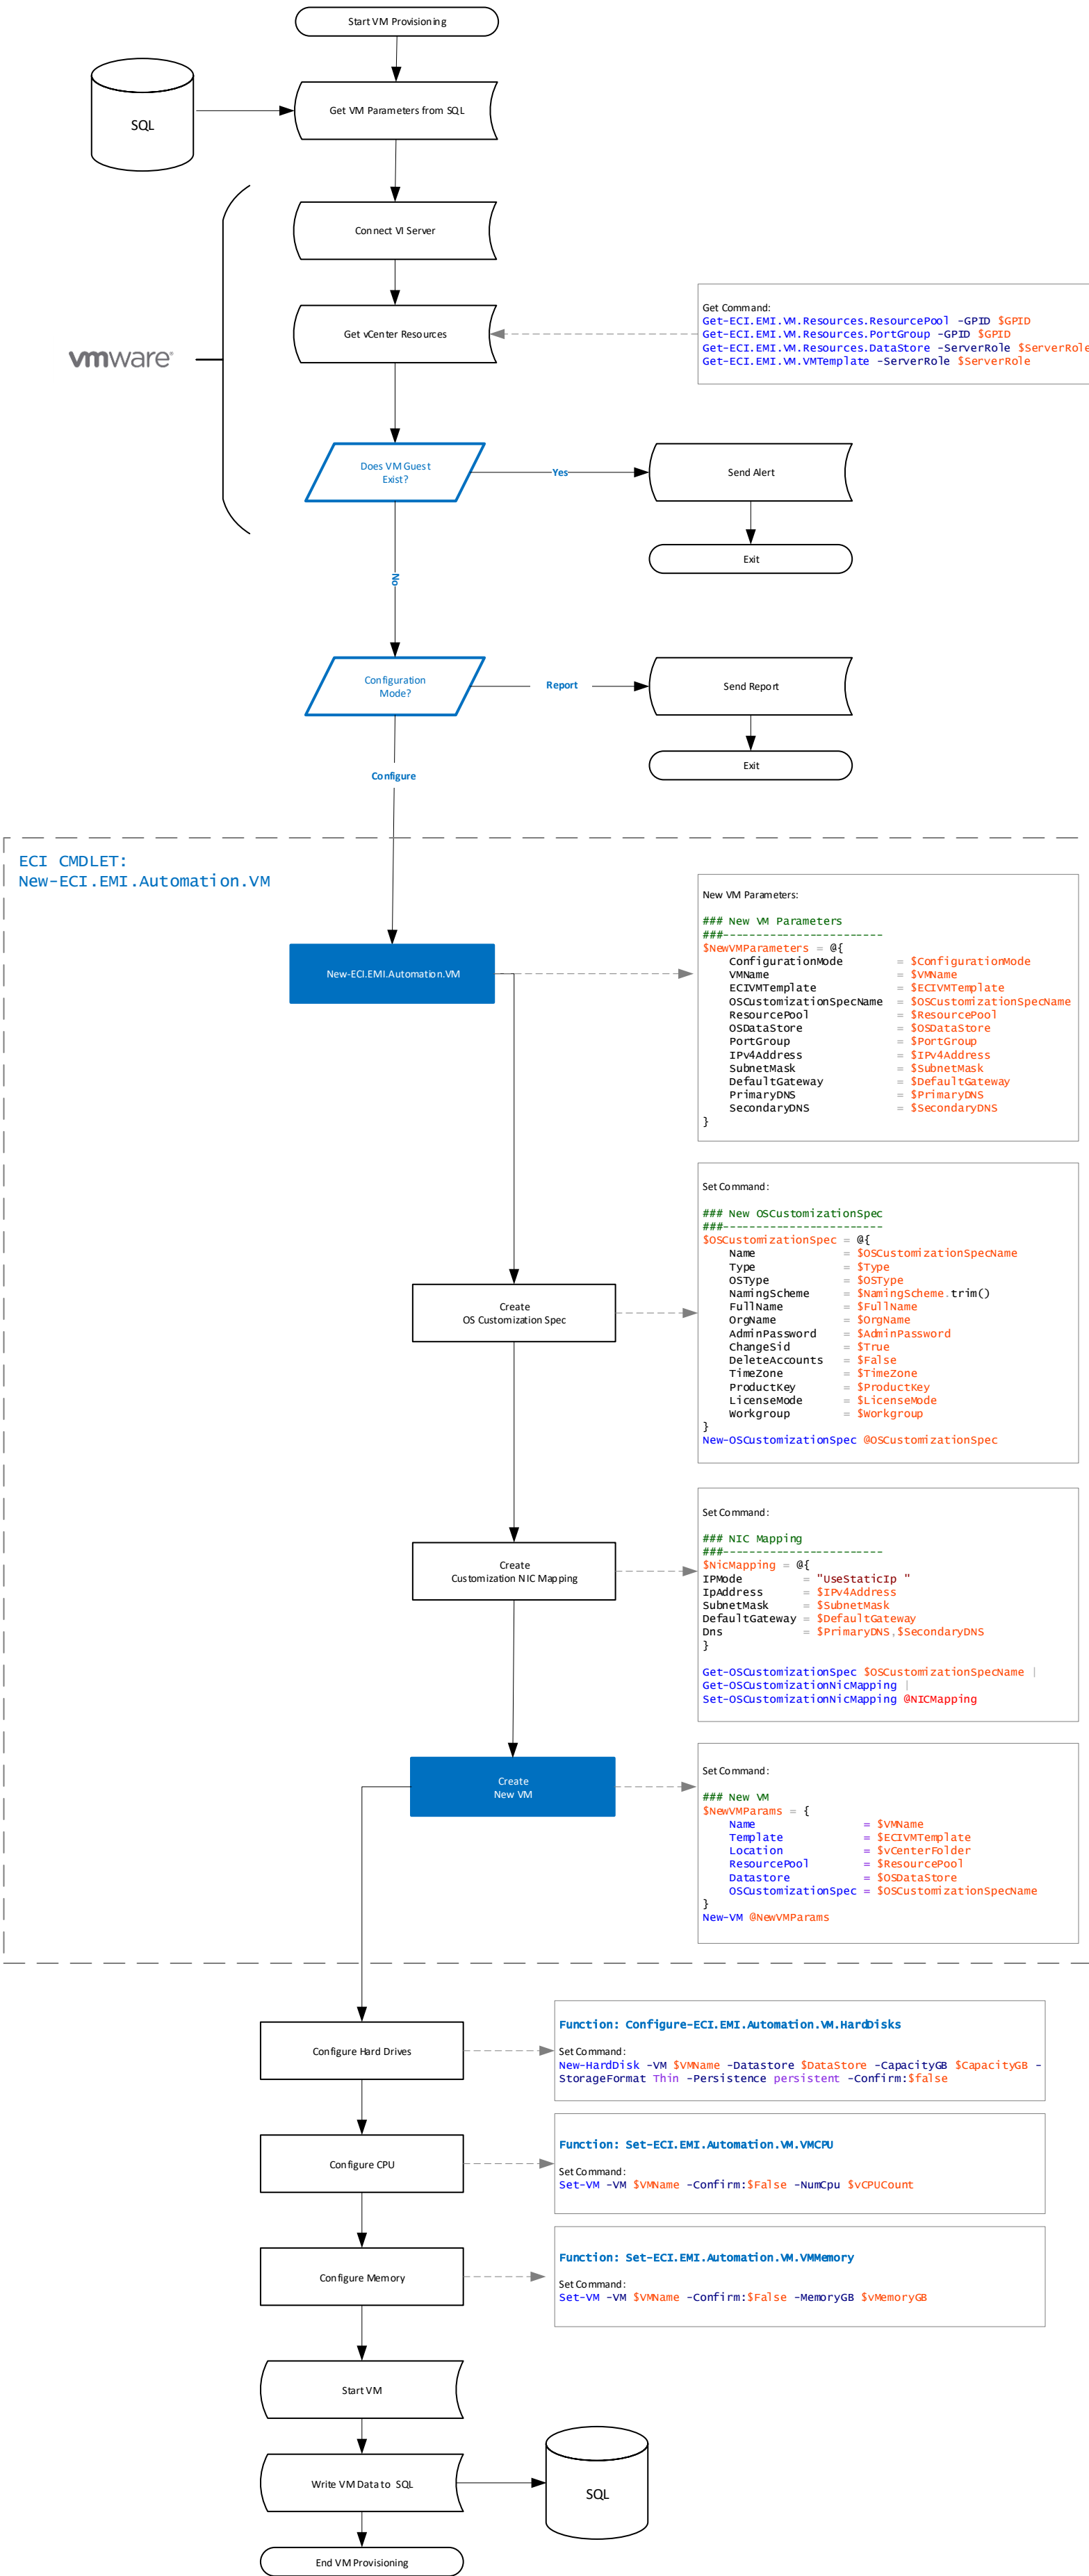 Start VM Provisioning
SQL
Get VM Parameters from SQL
Connect VI Server
vmware®
Get vCenter Resources
Get Command:
Get-ECI.EMI.VM.Resources.ResourcePool -GPID $GPID
Get-ECI.EMI.VM.Resources.PortGroup -GPID $GPID
Get-ECI.EMI.VM.Resources.DataStore -ServerRole $ServerRole
Get-ECI.EMI.VM.VMTemplate -ServerRole $ServerRole
Does VM Guest
Exist?
Yes
Send Alert
Exit
No
Configuration
Mode?
Report
Send Report
Exit
Configure
ECI CMDLET:
New-ECI.EMI.Automation.VM
New-ECI.EMI.Automation.VM
New VM Parameters:
### New VM Parameters
###------------------------
$NewVMParameters = @{
ConfigurationMode = $ConfigurationMode
VMName = $VMName
ECIVMTemplate = $ECIVMTemplate
OSCustomizationSpecName = $OSCustomizationSpecName
ResourcePool = $ResourcePool
OSDataStore = $OSDataStore
PortGroup = $PortGroup
IPv4Address = $IPv4Address
SubnetMask = $SubnetMask
DefaultGateway = $DefaultGateway
PrimaryDNS = $PrimaryDNS
SecondaryDNS = $SecondaryDNS
}
Create
OS Customization Spec
Set Command:
### New OSCustomizationSpec
###------------------------
$OSCustomizationSpec = @{
Name = $OSCustomizationSpecName
Type = $Type
OSType = $OSType
NamingScheme = $NamingScheme.trim()
FullName = $FullName
OrgName = $OrgName
AdminPassword = $AdminPassword
ChangeSid = $True
DeleteAccounts = $False
TimeZone = $TimeZone
ProductKey = $ProductKey
LicenseMode = $LicenseMode
Workgroup = $Workgroup
}
New-OSCustomizationSpec @OSCustomizationSpec
Create
Customization NIC Mapping
Set Command:
### NIC Mapping
###------------------------
$NicMapping = @{
IPMode = "UseStaticIp "
IpAddress = $IPv4Address
SubnetMask = $SubnetMask
DefaultGateway = $DefaultGateway
Dns = $PrimaryDNS,$SecondaryDNS
}
Get-OSCustomizationSpec $OSCustomizationSpecName |
Get-OSCustomizationNicMapping |
Set-OSCustomizationNicMapping @NICMapping
Create
New VM
Set Command:
### New VM
$NewVMParams = {
Name = $VMName
Template = $ECIVMTemplate
Location = $vCenterFolder
ResourcePool = $ResourcePool
Datastore = $OSDataStore
OSCustomizationSpec = $OSCustomizationSpecName
}
New-VM @NewVMParams
Configure Hard Drives
Function: Configure-ECI.EMI.Automation.VM.HardDisks
Set Command:
New-HardDisk -VM $VMName -Datastore $DataStore -CapacityGB $CapacityGB -
StorageFormat Thin -Persistence persistent -Confirm:$false
Configure CPU
Function: Set-ECI.EMI.Automation.VM.VMCPU
Set Command:
Set-VM -VM $VMName -Confirm:$False -NumCpu $vCPUCount
Configure Memory
Function: Set-ECI.EMI.Automation.VM.VMMemory
Set Command:
Set-VM -VM $VMName -Confirm:$False -MemoryGB $vMemoryGB
Start VM
Write VM Data to SQL
SQL
End VM Provisioning